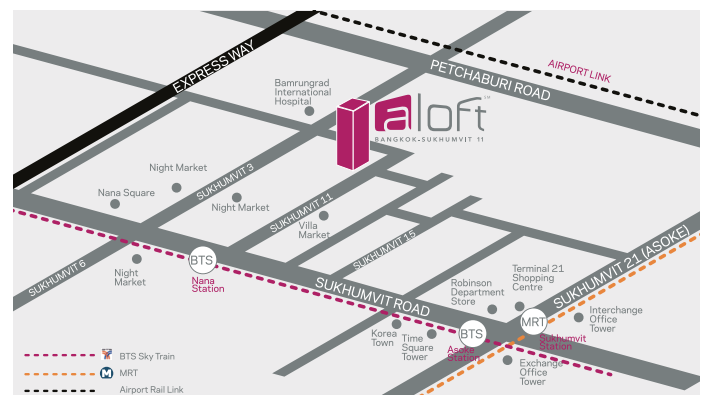 EXPRESS WAY
PETCHABURI ROAD
AIRPORT LINK
Bamrungrad
International
Hospital
aloft
SM
BANGKOK-SUKHUMVIT 11
Night Market
SUKHUMVIT 3
Nana Square
Night Market
SUKHUMVIT 11
Villa
Market
SUKHUMVIT 15
SUKHUMVIT 21 (ASOKE)
SUKHUMVIT 6
Night
Market
BTS
Nana
Station
SUKHUMVIT ROAD
Robinson
Department
Store
Terminal 21
Shopping
Centre
Interchange
Office
Tower
Korea
Town
Time
Square
Tower
BTS
Asoke
Station
MRT
Sukhumvit
Station
Exchange
Office
Tower
BTS Sky Train
M
MRT
Airport Rail Link